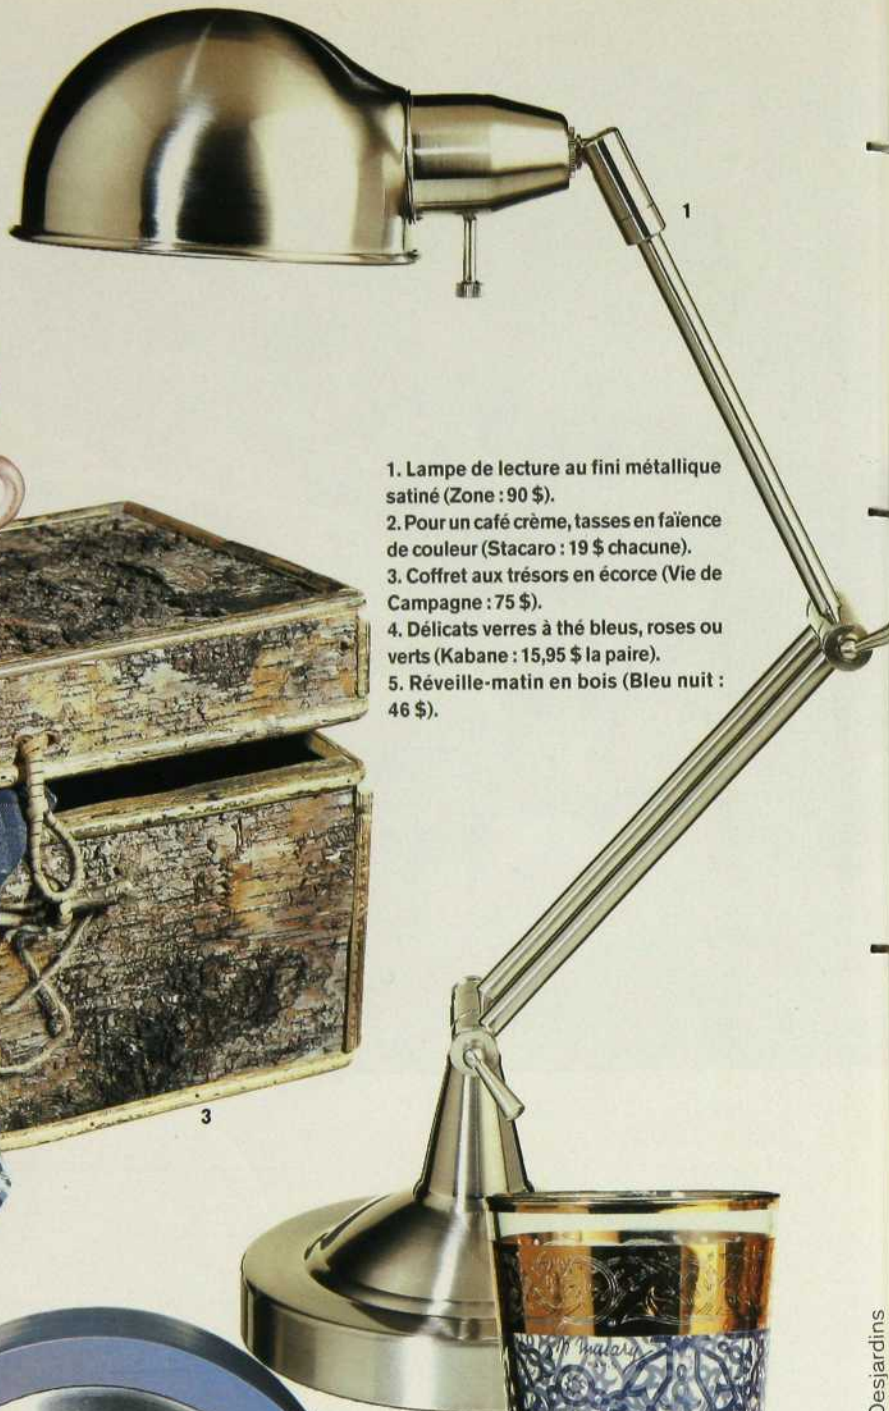 1
1. Lampe de lecture au fini métallique
satiné (Zone : 90 $).
2. Pour un café crème, tasses en faïence
de couleur (Stacaro : 19 $ chacune).
3. Coffret aux trésors en écorce (Vie de
Campagne : 75 $).
4. Délicats verres à thé bleus, roses ou
verts (Kabane : 15,95 $ la paire).
5. Réveille-matin en bois (Bleu nuit :
46 $).
3
Desjardins